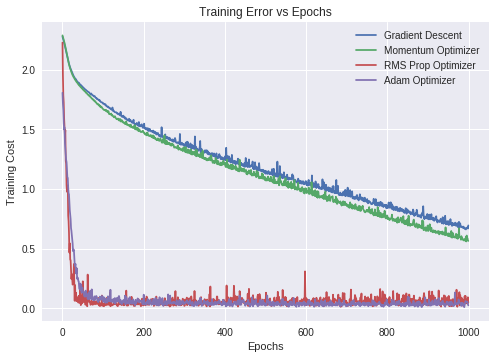 Training Error vs Epochs
Gradient Descent
Momentum Optimizer
RMS Prop Optimizer
Adam Optimizer
Training Cost
2.0
1.5
1.0
0.5
0.0
0 200 400 600 800 1000
Epochs